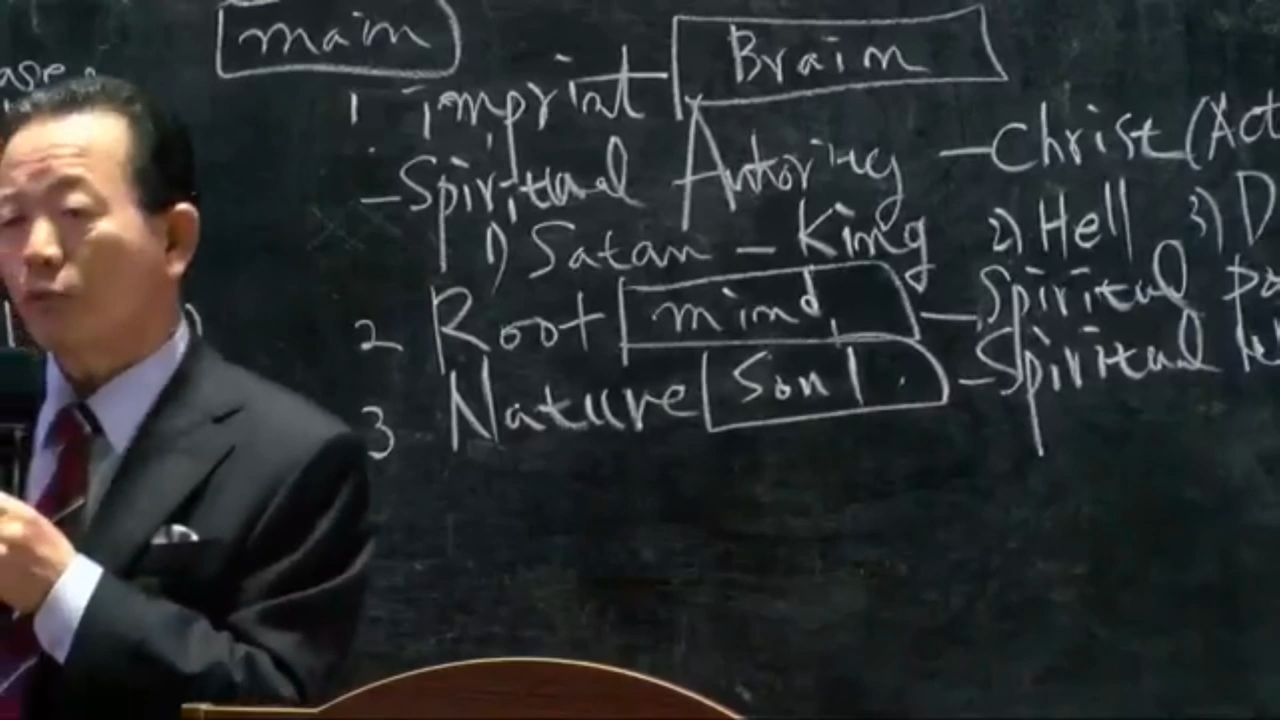 main
1. imprint - Brain
- Spiritual Autority - Christ (Act
1) Satan - King 2) Hell 3) D
2 Root mind - Spiritual po
3 Nature Soul - Spiritual